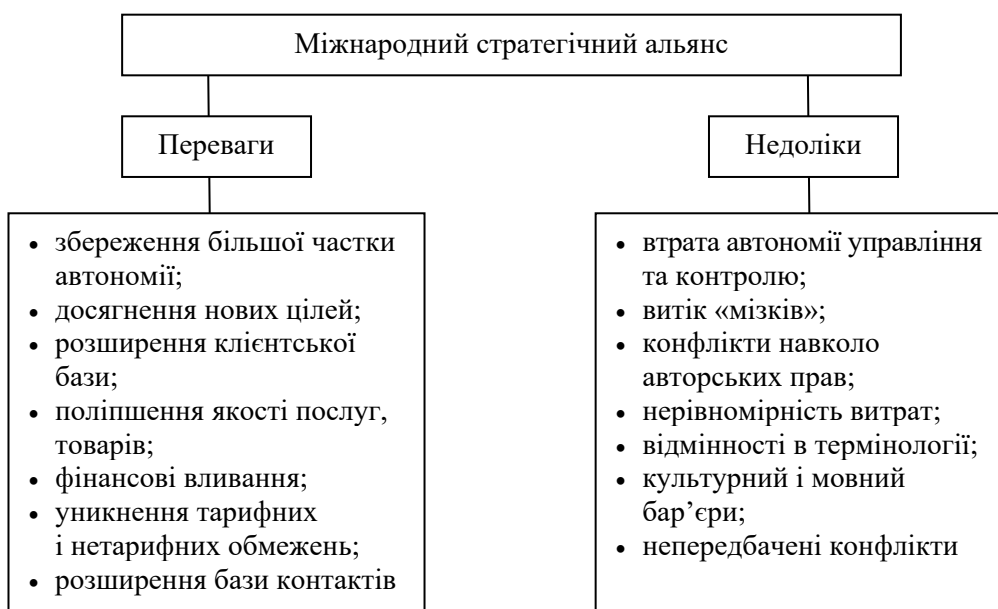 Міжнародний стратегічний альянс
Переваги
Недоліки
• збереження більшої частки
автономії;
• досягнення нових цілей;
• розширення клієнтської
бази;
• поліпшення якості послуг,
товарів;
• фінансові вливання;
• уникнення тарифних
і нетарифних обмежень;
• розширення бази контактів
• втрата автономії управління
та контролю;
• витік «мізків»;
• конфлікти навколо
авторських прав;
• нерівномірність витрат;
• відмінності в термінології;
• культурний і мовний
бар’єри;
• непередбачені конфлікти